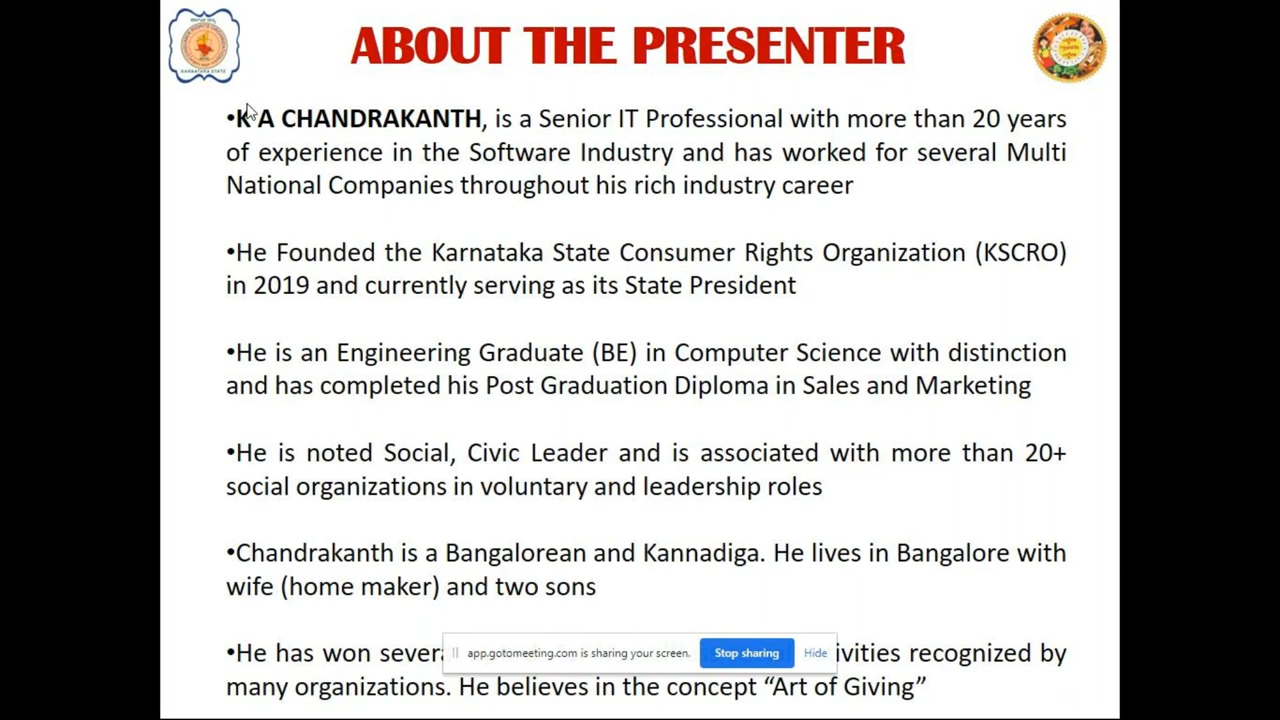 ABOUT THE PRESENTER
KARNATAKA STATE
•K A CHANDRAKANTH, is a Senior IT Professional with more than 20 years
of experience in the Software Industry and has worked for several Multi
National Companies throughout his rich industry career
•He Founded the Karnataka State Consumer Rights Organization (KSCRO)
in 2019 and currently serving as its State President
•He is an Engineering Graduate (BE) in Computer Science with distinction
and has completed his Post Graduation Diploma in Sales and Marketing
•He is noted Social, Civic Leader and is associated with more than 20+
social organizations in voluntary and leadership roles
•Chandrakanth is a Bangalorean and Kannadiga. He lives in Bangalore with
wife (home maker) and two sons
•He has won severa
app.gotomeeting.com is sharing your screen. Stop sharing Hide
ivities recognized by
many organizations. He believes in the concept “Art of Giving”